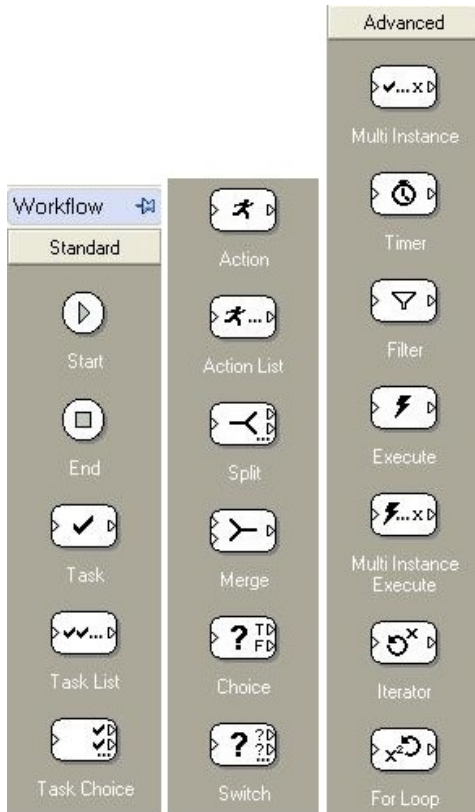 Workflow
Standard
Start
End
Task
Task List
Task Choice
Action
Action List
Split
Merge
? T
F
Choice
? ?
?
Switch
Advanced
...x
Multi Instance
Timer
Filter
Execute
...x
Multi Instance
Execute
x
Iterator
x²
For Loop